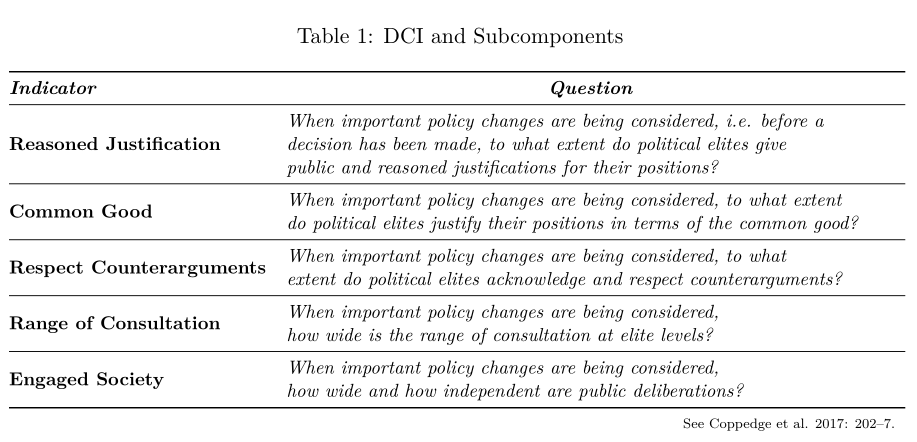 Table 1: DCI and Subcomponents
Indicator Question
Reasoned Justification
When important policy changes are being considered, i.e. before a
decision has been made, to what extent do political elites give
public and reasoned justifications for their positions?
Common Good
When important policy changes are being considered, to what extent
do political elites justify their positions in terms of the common good?
Respect Counterarguments
When important policy changes are being considered, to what
extent do political elites acknowledge and respect counterarguments?
Range of Consultation
When important policy changes are being considered,
how wide is the range of consultation at elite levels?
Engaged Society
When important policy changes are being considered,
how wide and how independent are public deliberations?
See Coppedge et al. 2017: 202–7.